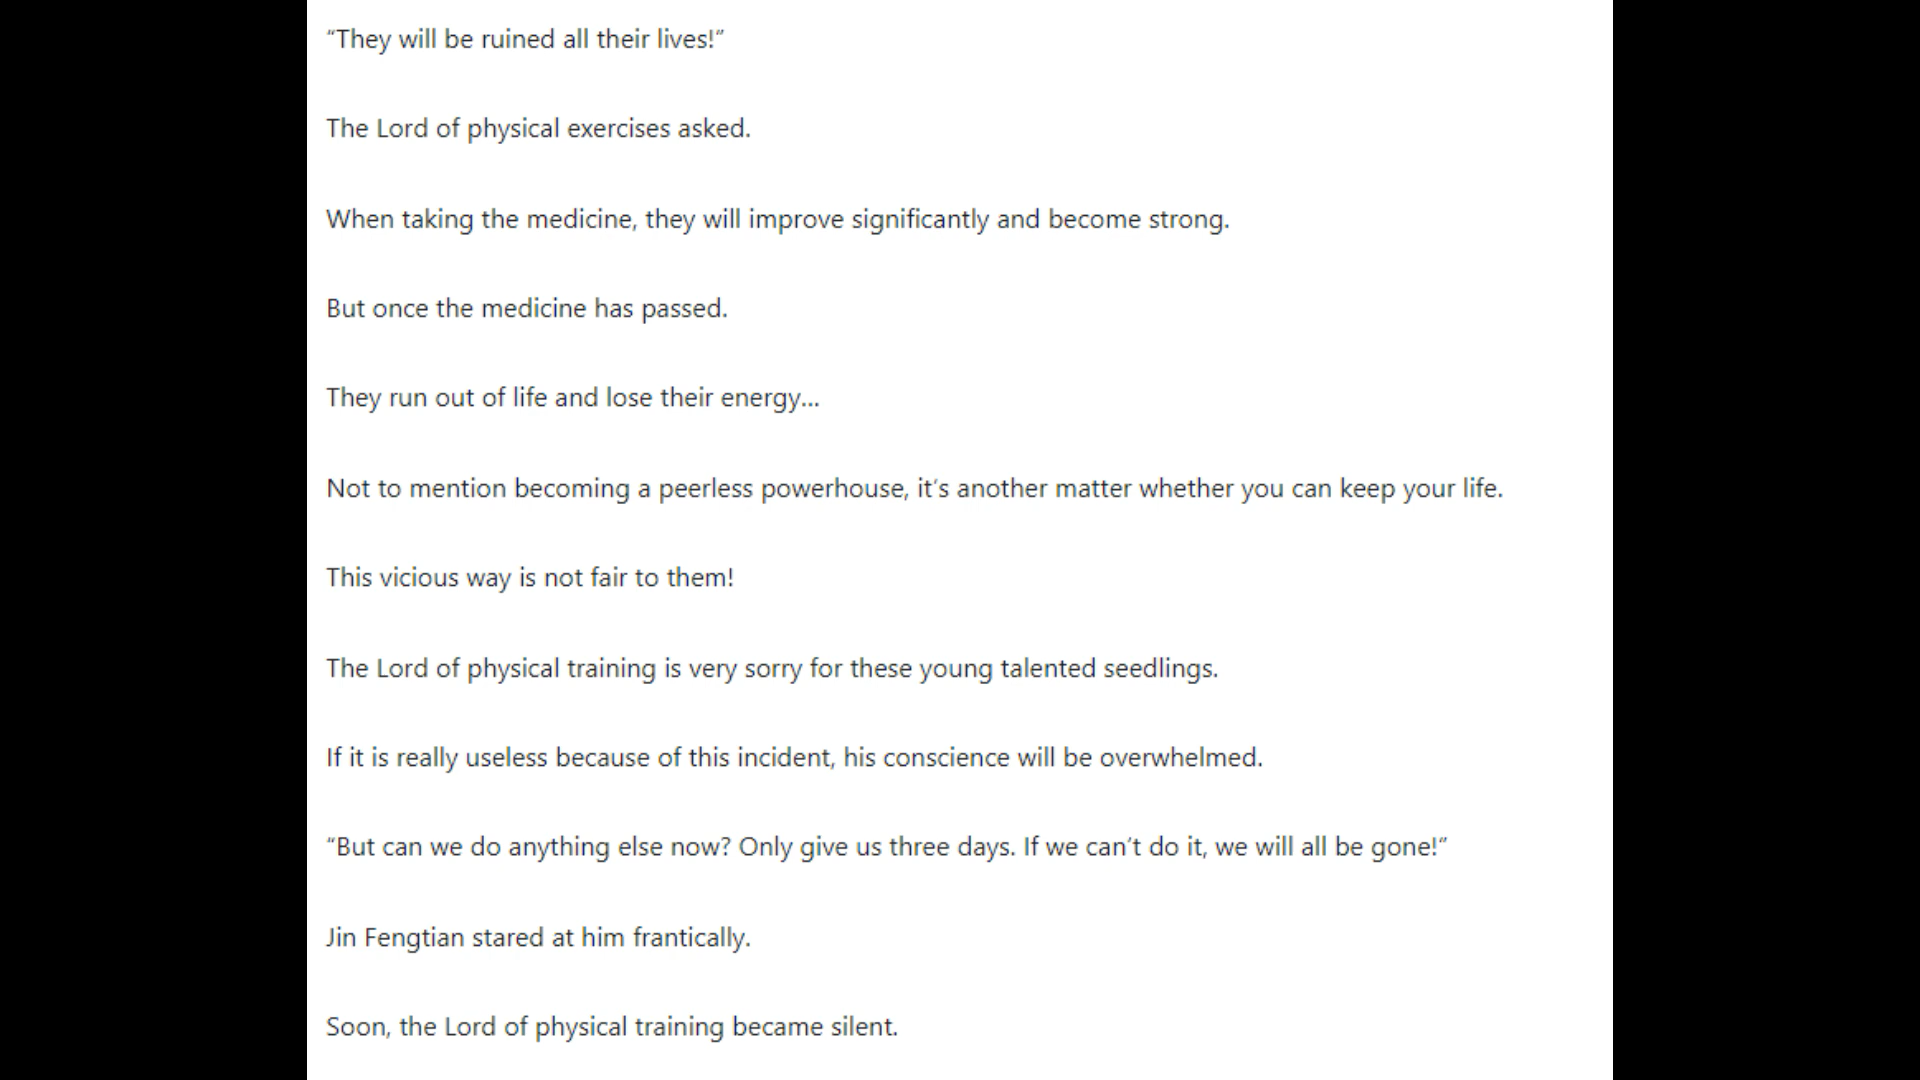 “They will be ruined all their lives!”
The Lord of physical exercises asked.
When taking the medicine, they will improve significantly and become strong.
But once the medicine has passed.
They run out of life and lose their energy…
Not to mention becoming a peerless powerhouse, it’s another matter whether you can keep your life.
This vicious way is not fair to them!
The Lord of physical training is very sorry for these young talented seedlings.
If it is really useless because of this incident, his conscience will be overwhelmed.
“But can we do anything else now? Only give us three days. If we can’t do it, we will all be gone!”
Jin Fengtian stared at him frantically.
Soon, the Lord of physical training became silent.